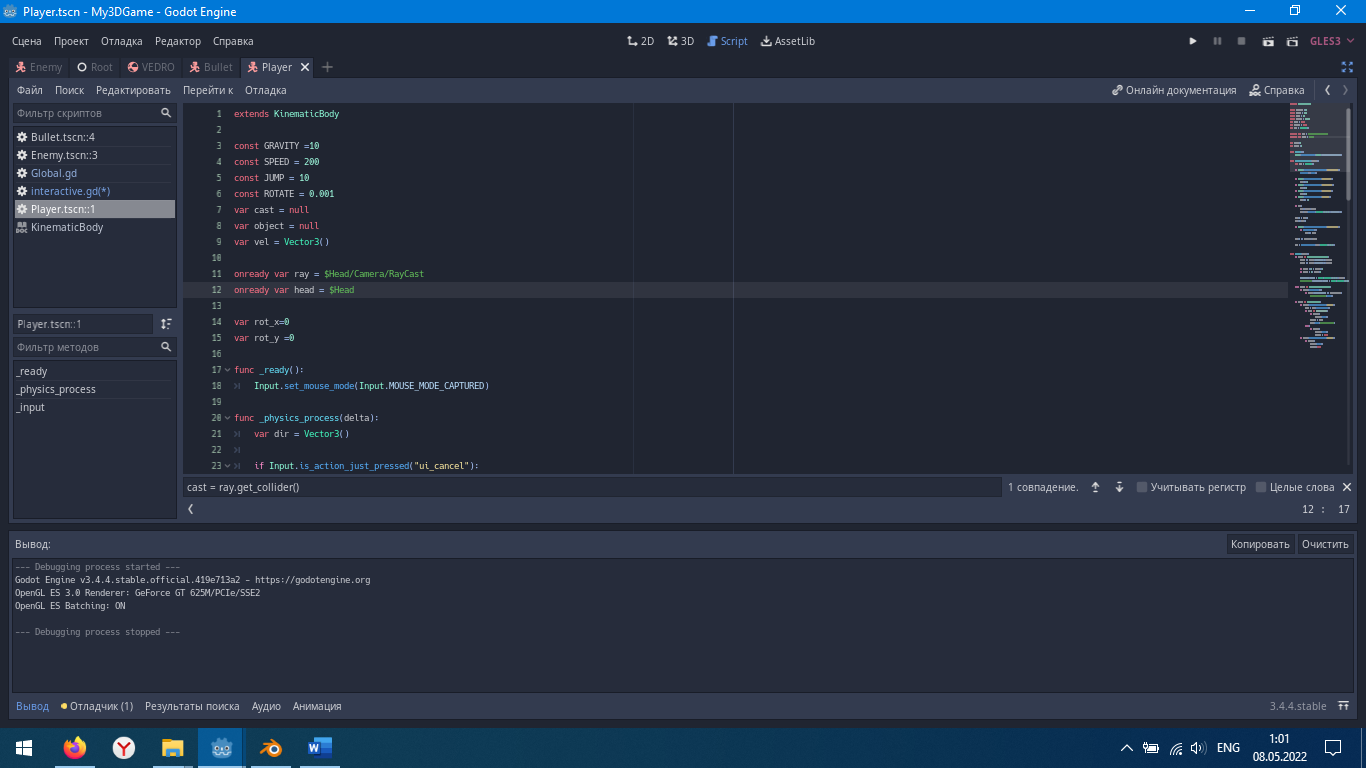 Player.tscn - My3DGame - Godot Engine
Сцена Проект Отладка Редактор Справка 2D 3D Script AssetLib GLES3
Enemy Root VEDRO Bullet Player
Файл Поиск Редактировать Перейти к Отладка Онлайн документация Справка
Фильтр скриптов
Bullet.tscn::4
Enemy.tscn::3
Global.gd
interactive.gd(*)
Player.tscn::1
KinematicBody
Player.tscn::1
Фильтр методов
_ready
_physics_process
_input
1 extends KinematicBody
2
3 const GRAVITY =10
4 const SPEED = 200
5 const JUMP = 10
6 const ROTATE = 0.001
7 var cast = null
8 var object = null
9 var vel = Vector3()
10
11 onready var ray = $Head/Camera/RayCast
12 onready var head = $Head
13
14 var rot_x=0
15 var rot_y =0
16
17 func _ready():
18 Input.set_mouse_mode(Input.MOUSE_MODE_CAPTURED)
19
20 func _physics_process(delta):
21 var dir = Vector3()
22
23 if Input.is_action_just_pressed("ui_cancel"):
cast = ray.get_collider() 1 совпадение. Учитывать регистр Целые слова
12 : 17
Вывод: Копировать Очистить
--- Debugging process started ---
Godot Engine v3.4.4.stable.official.419e713a2 - https://godotengine.org
OpenGL ES 3.0 Renderer: GeForce GT 625M/PCIe/SSE2
OpenGL ES Batching: ON
--- Debugging process stopped ---
Вывод Отладчик (1) Результаты поиска Аудио Анимация 3.4.4.stable
ENG 1:01
08.05.2022